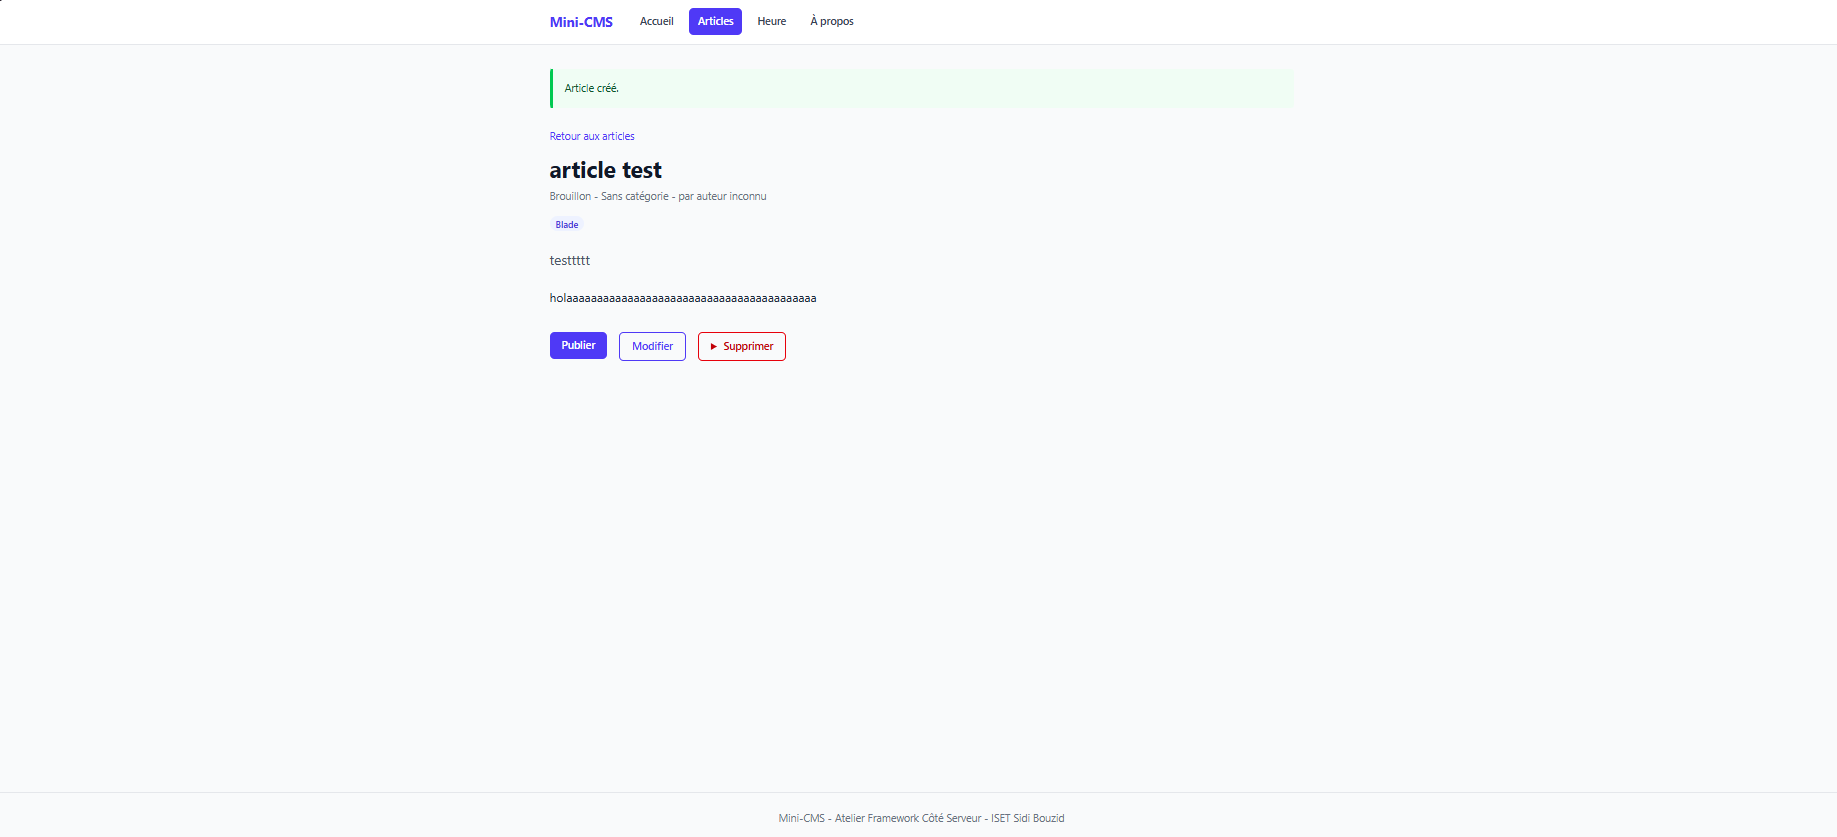 Mini-CMS Accueil Articles Heure À propos
Article créé.
Retour aux articles
article test
Brouillon - Sans catégorie - par auteur inconnu
Blade
testtttt
holaaaaaaaaaaaaaaaaaaaaaaaaaaaaaaaaaaaaaaaaa
Publier Modifier ▶ Supprimer
Mini-CMS - Atelier Framework Côté Serveur - ISET Sidi Bouzid